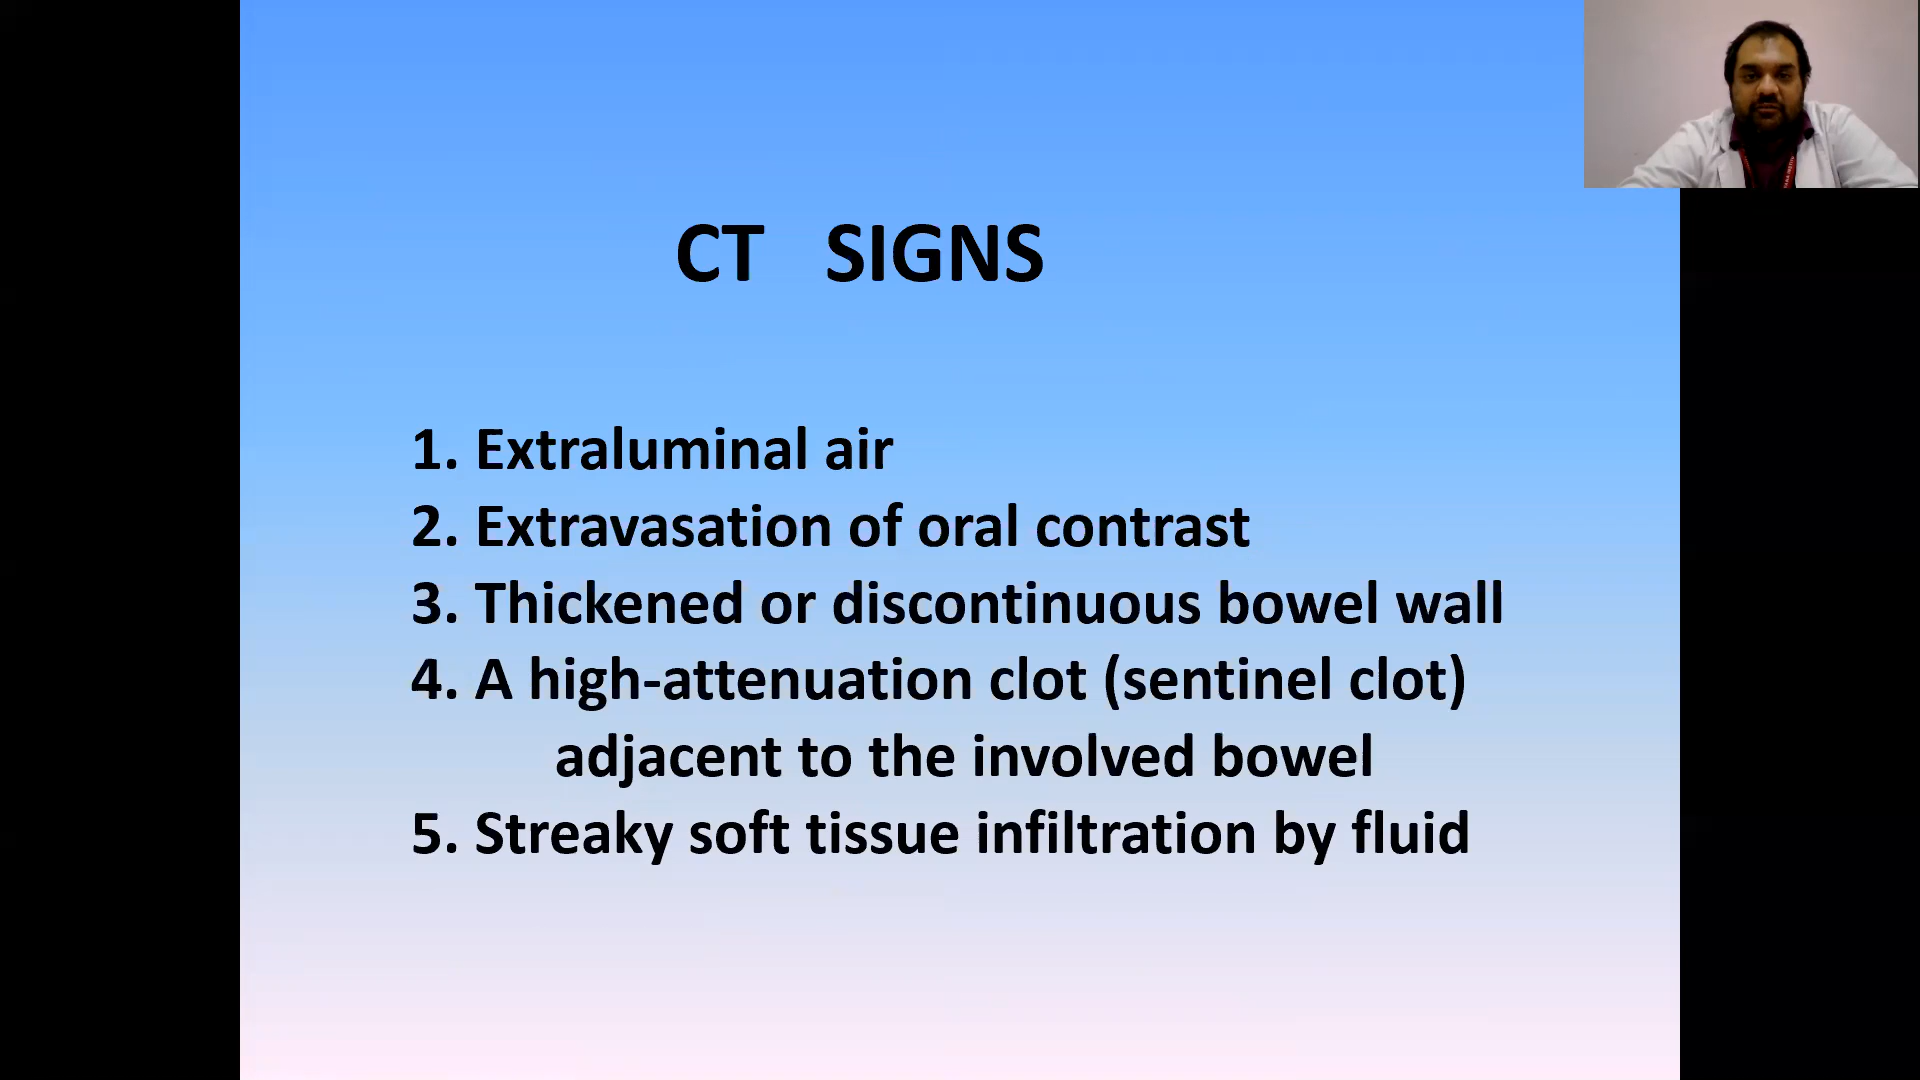 CT SIGNS
1. Extraluminal air
2. Extravasation of oral contrast
3. Thickened or discontinuous bowel wall
4. A high-attenuation clot (sentinel clot)
adjacent to the involved bowel
5. Streaky soft tissue infiltration by fluid